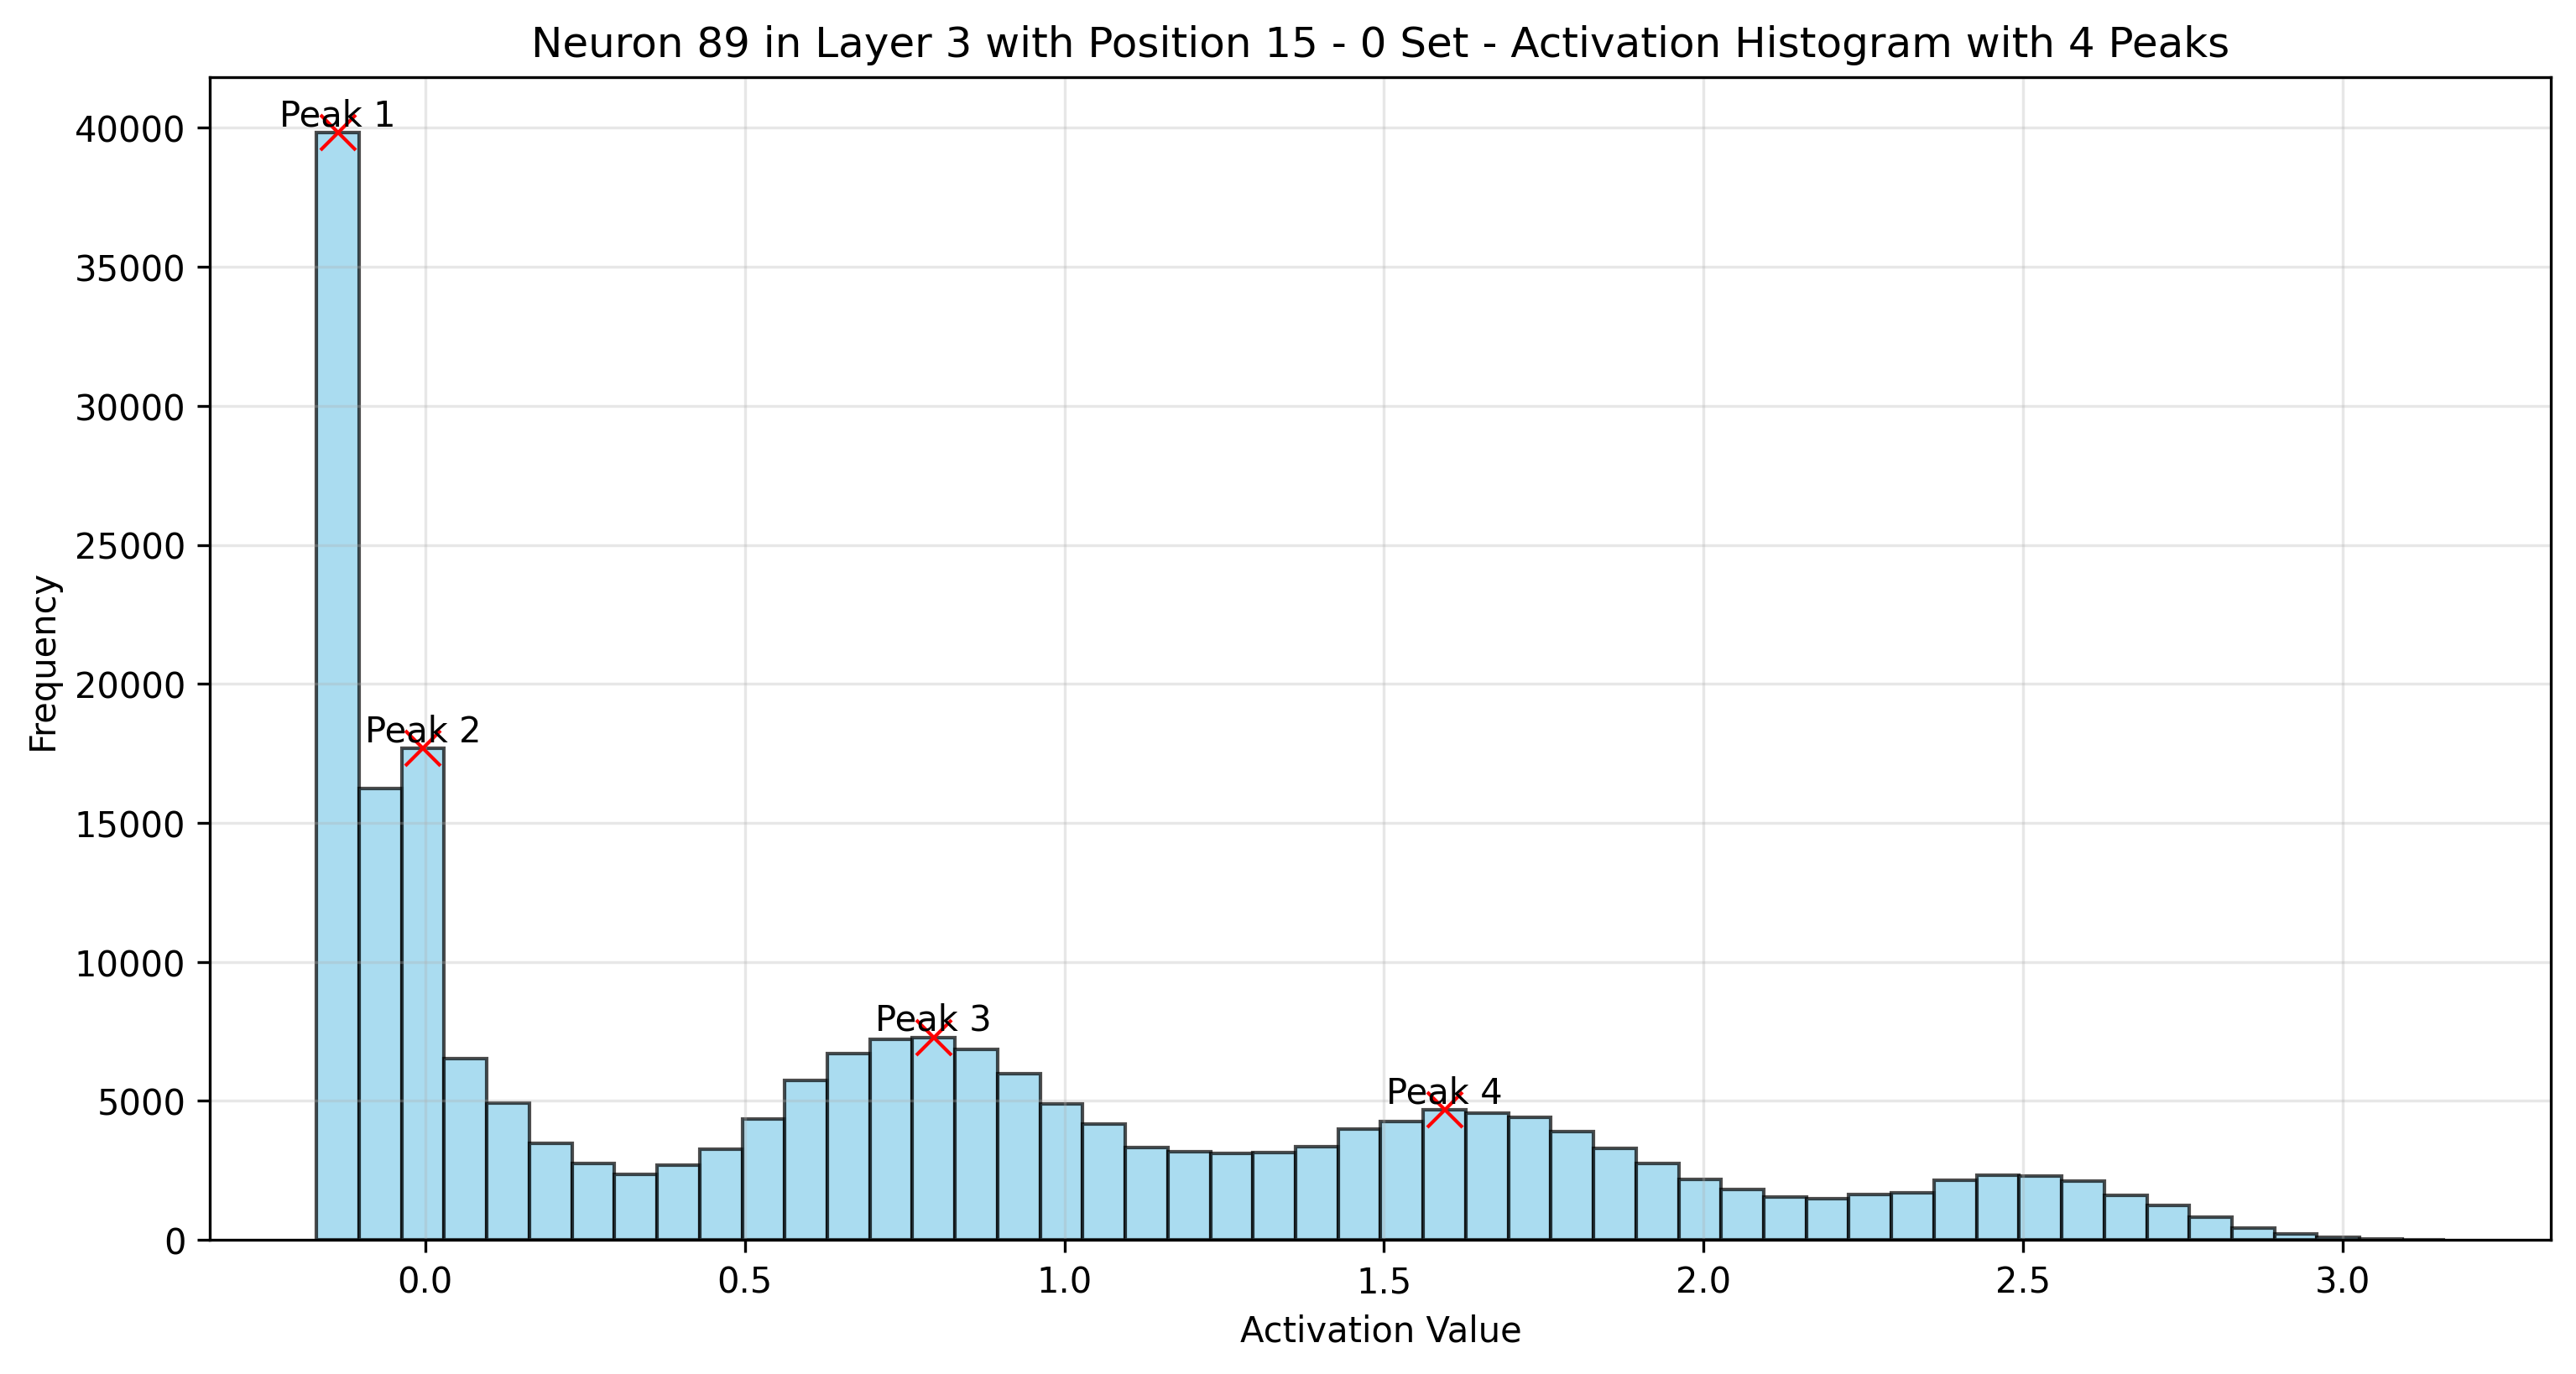 Neuron 89 in Layer 3 with Position 15 - 0 Set - Activation Histogram with 4 Peaks
Peak 1
40000
35000
30000
25000
20000
Peak 2
15000
10000
Peak 3
5000
Peak 4
0
Frequency
0.0 0.5 1.0 1.5 2.0 2.5 3.0
Activation Value